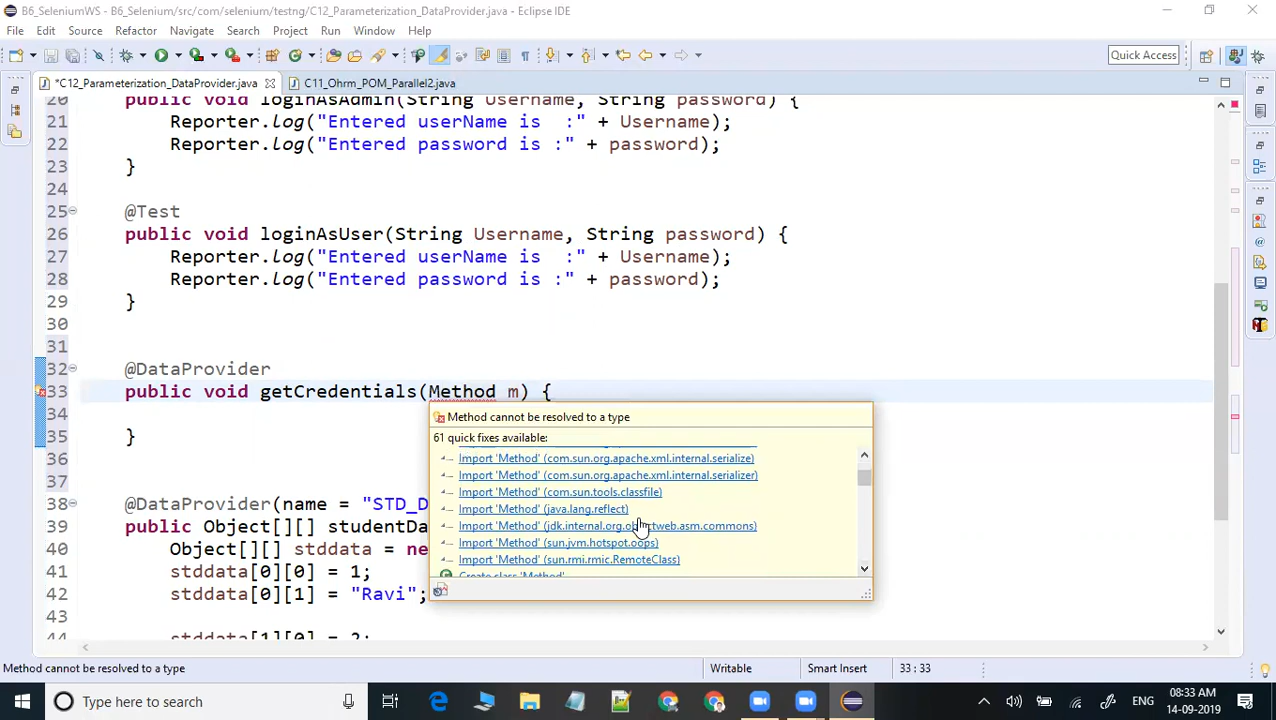 B6_SeleniumWS - B6_Selenium/src/com/selenium/testng/C12_Parameterization_DataProvider.java - Eclipse IDE
File Edit Source Refactor Navigate Search Project Run Window Help
Quick Access
*C12_Parameterization_DataProvider.java C11_Ohrm_POM_Parallel2.java
20 public void loginAsAdmin(String Username, String password) {
21 Reporter.log("Entered userName is  :" + Username);
22 Reporter.log("Entered password is :" + password);
23 }
24
25 @Test
26 public void loginAsUser(String Username, String password) {
27 Reporter.log("Entered userName is  :" + Username);
28 Reporter.log("Entered password is :" + password);
29 }
30
31
32 @DataProvider
33 public void getCredentials(Method m) {
34
35 }
36
37
38 @DataProvider(name = "STD_D
39 public Object[][] studentDa
40 Object[][] stddata = ne
41 stddata[0][0] = 1;
42 stddata[0][1] = "Ravi";
43
44 stddata[1][0] = 2;
Method cannot be resolved to a type
61 quick fixes available:
Import 'Method' (com.sun.org.apache.xml.internal.serialize)
Import 'Method' (com.sun.org.apache.xml.internal.serializer)
Import 'Method' (com.sun.tools.classfile)
Import 'Method' (java.lang.reflect)
Import 'Method' (jdk.internal.org.objectweb.asm.commons)
Import 'Method' (sun.jvm.hotspot.oops)
Import 'Method' (sun.rmi.rmic.RemoteClass)
Create class 'Method'
Method cannot be resolved to a type Writable Smart Insert 33 : 33
Type here to search
ENG
08:33 AM
14-09-2019